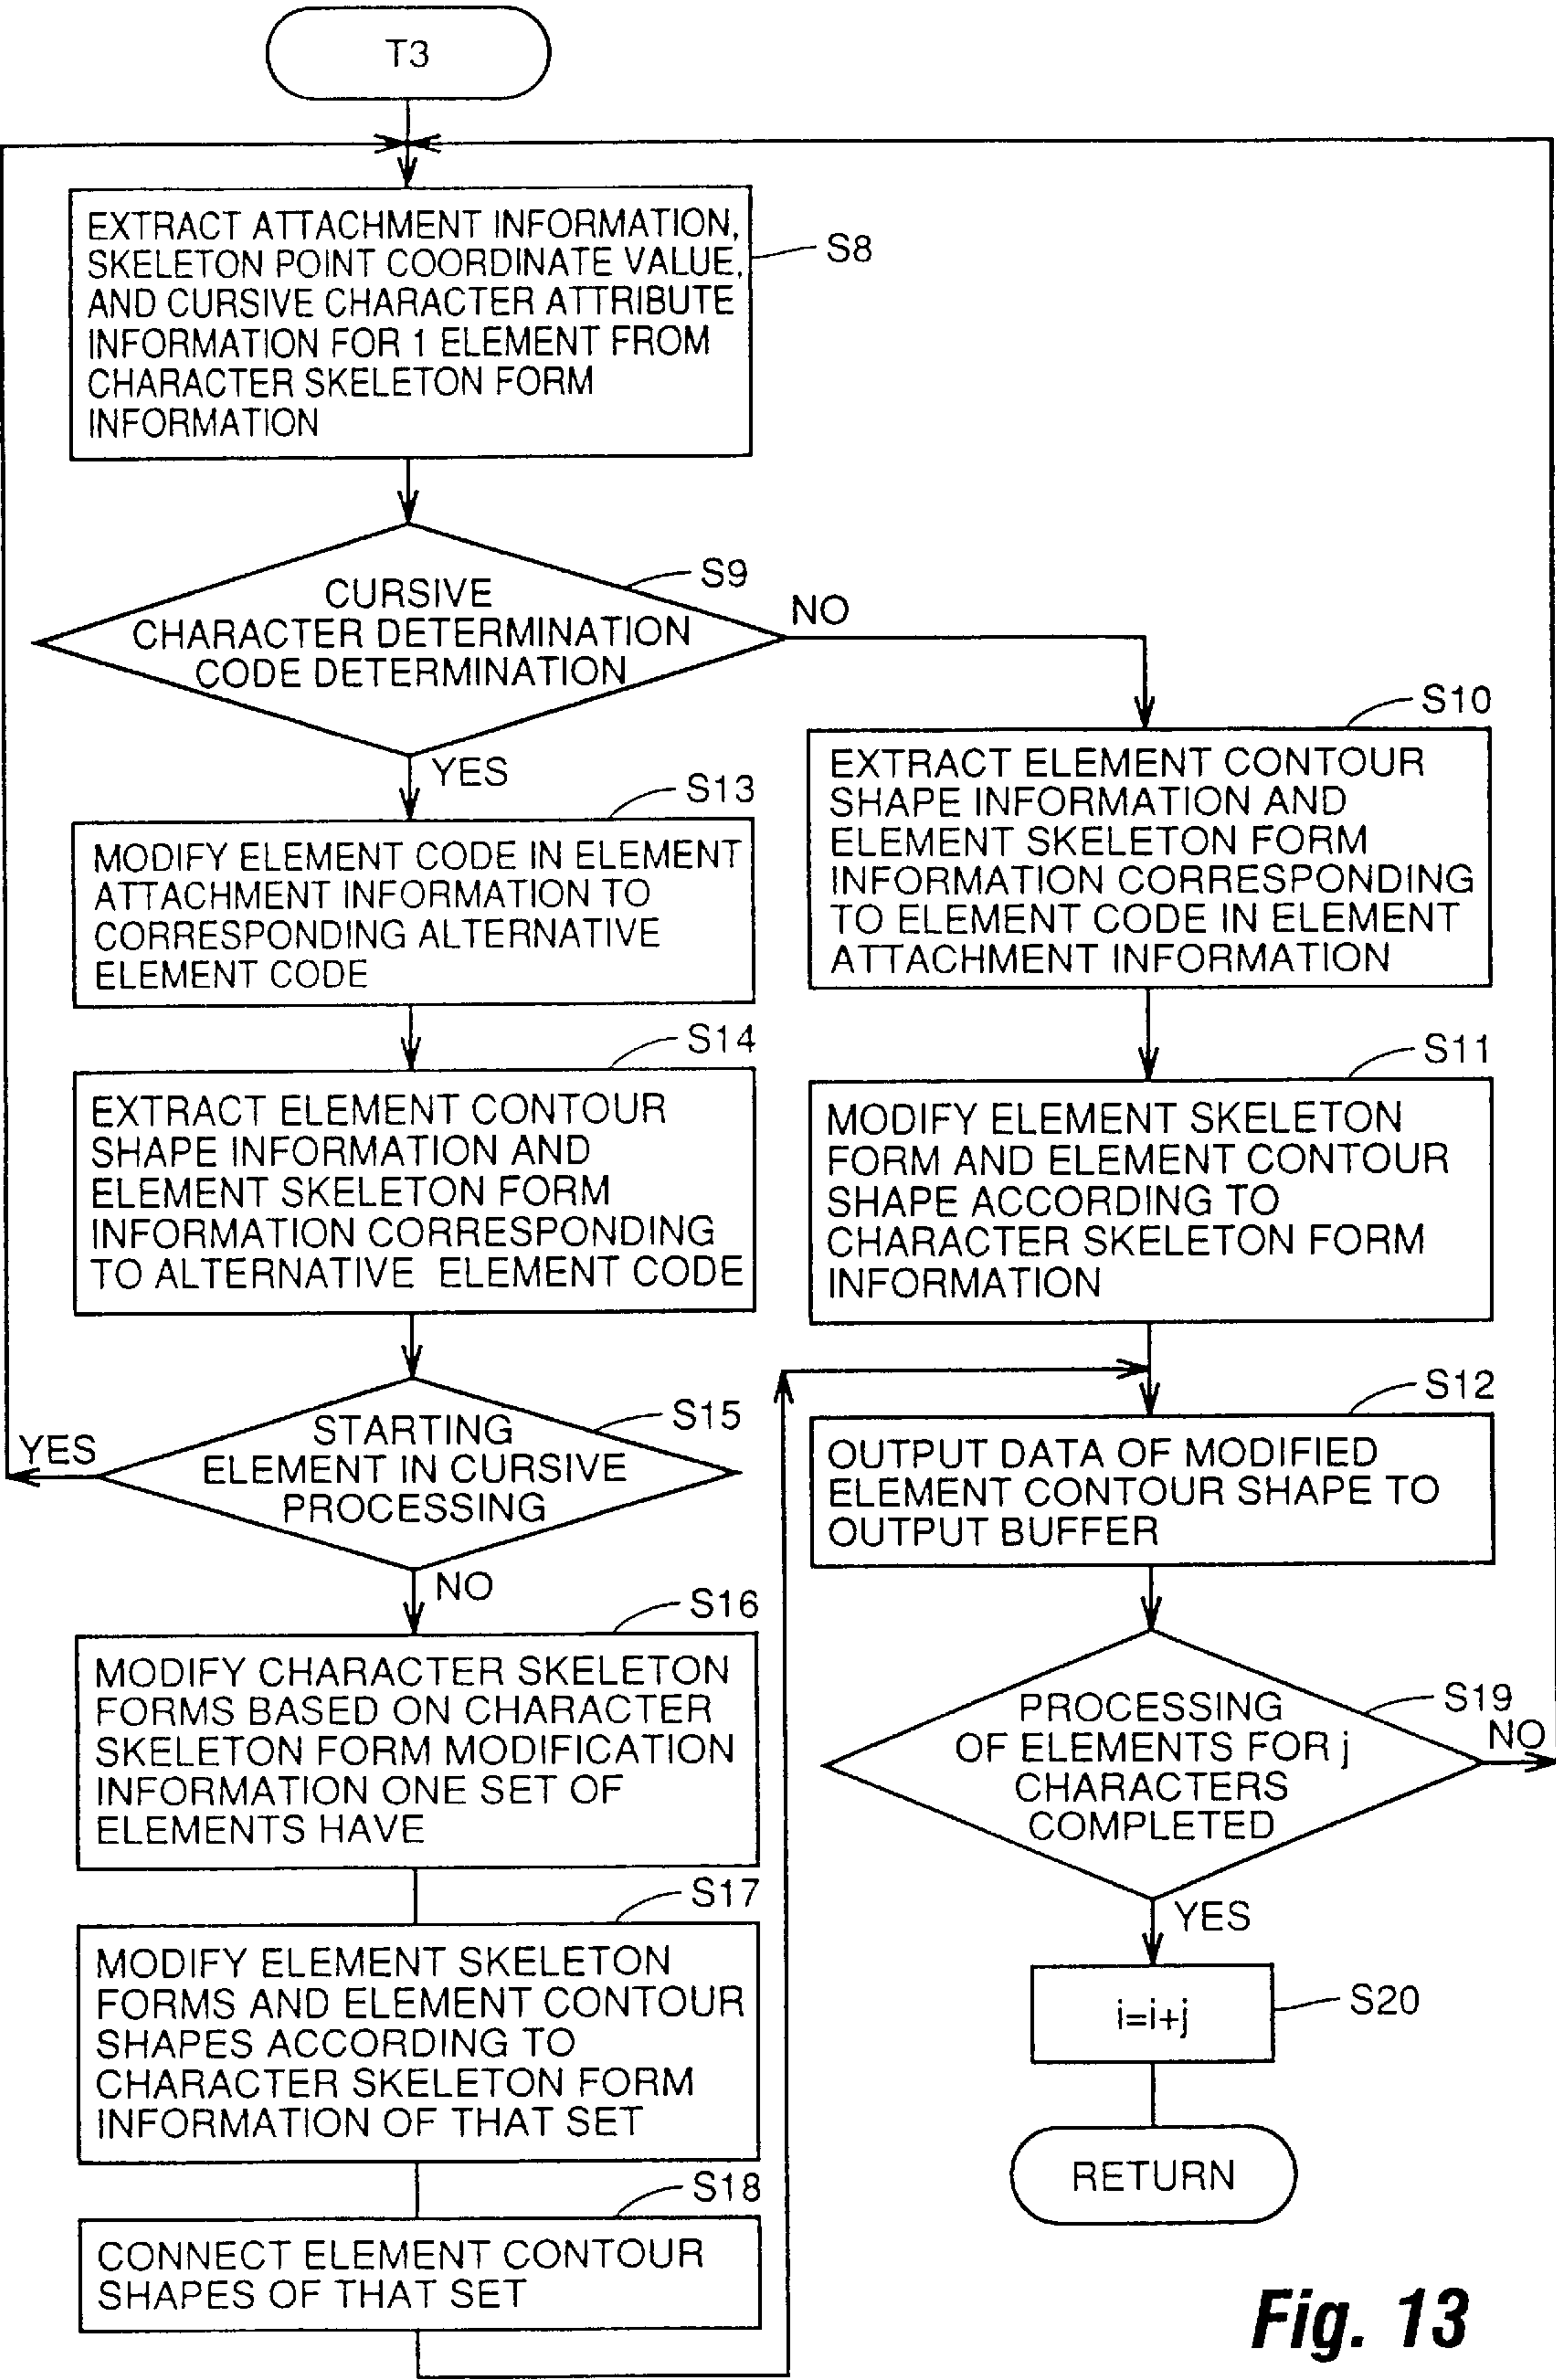 T3
EXTRACT ATTACHMENT INFORMATION,
SKELETON POINT COORDINATE VALUE,
AND CURSIVE CHARACTER ATTRIBUTE
INFORMATION FOR 1 ELEMENT FROM
CHARACTER SKELETON FORM
INFORMATION
S8
CURSIVE
CHARACTER DETERMINATION
CODE DETERMINATION
S9
NO
YES
S13
MODIFY ELEMENT CODE IN ELEMENT
ATTACHMENT INFORMATION TO
CORRESPONDING ALTERNATIVE
ELEMENT CODE
S14
EXTRACT ELEMENT CONTOUR
SHAPE INFORMATION AND
ELEMENT SKELETON FORM
INFORMATION CORRESPONDING
TO ALTERNATIVE ELEMENT CODE
STARTING
ELEMENT IN CURSIVE
PROCESSING
S15
YES
NO
S16
MODIFY CHARACTER SKELETON
FORMS BASED ON CHARACTER
SKELETON FORM MODIFICATION
INFORMATION ONE SET OF
ELEMENTS HAVE
S17
MODIFY ELEMENT SKELETON
FORMS AND ELEMENT CONTOUR
SHAPES ACCORDING TO
CHARACTER SKELETON FORM
INFORMATION OF THAT SET
S18
CONNECT ELEMENT CONTOUR
SHAPES OF THAT SET
S10
EXTRACT ELEMENT CONTOUR
SHAPE INFORMATION AND
ELEMENT SKELETON FORM
INFORMATION CORRESPONDING
TO ELEMENT CODE IN ELEMENT
ATTACHMENT INFORMATION
S11
MODIFY ELEMENT SKELETON
FORM AND ELEMENT CONTOUR
SHAPE ACCORDING TO
CHARACTER SKELETON FORM
INFORMATION
S12
OUTPUT DATA OF MODIFIED
ELEMENT CONTOUR SHAPE TO
OUTPUT BUFFER
PROCESSING
OF ELEMENTS FOR j
CHARACTERS
COMPLETED
S19
NO
YES
i=i+j
S20
RETURN
Fig. 13